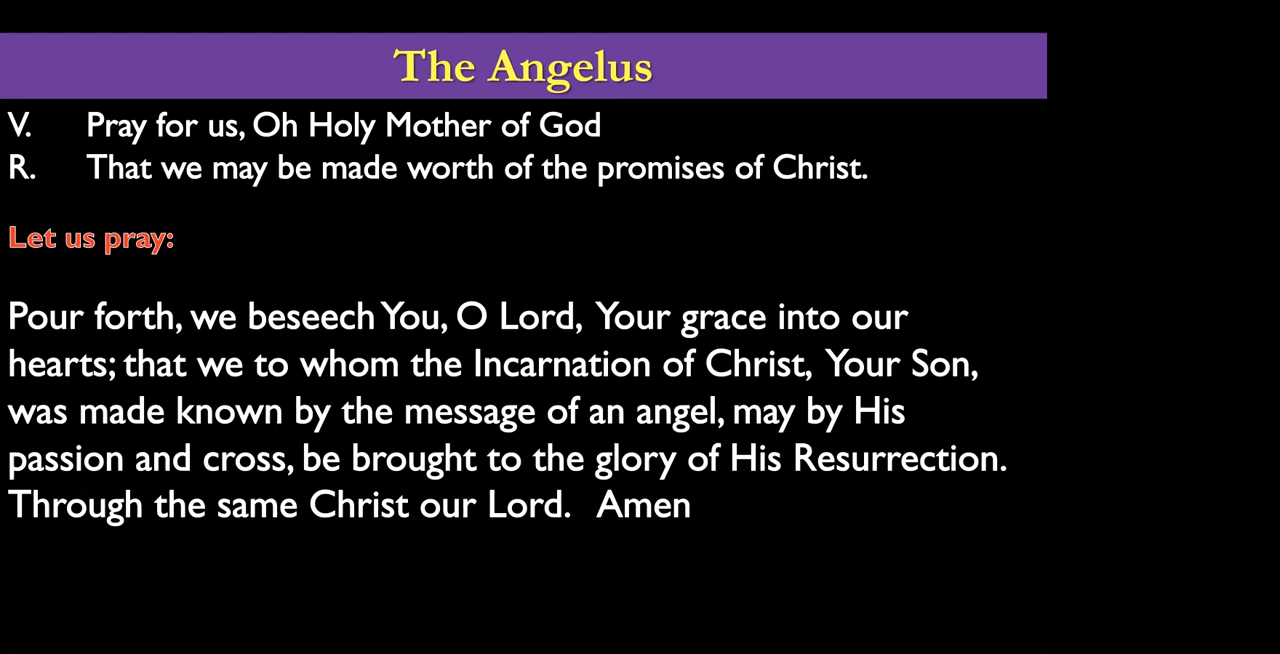 The Angelus
V. Pray for us, Oh Holy Mother of God
R. That we may be made worth of the promises of Christ.
Let us pray:
Pour forth, we beseech You, O Lord, Your grace into our
hearts; that we to whom the Incarnation of Christ, Your Son,
was made known by the message of an angel, may by His
passion and cross, be brought to the glory of His Resurrection.
Through the same Christ our Lord. Amen